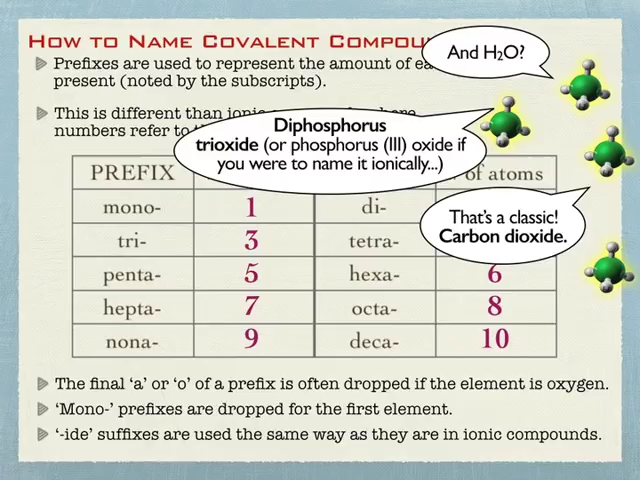 How to Name Covalent Compou
And H₂O?
Prefixes are used to represent the amount of ea
present (noted by the subscripts).
This is different than ionic
numbers refer to t
Diphosphorus
trioxide (or phosphorus (III) oxide if
you were to name it ionically...)
PREFIX of atoms
mono- 1 di-
That's a classic!
Carbon dioxide.
tri- 3 tetra-
penta- 5 hexa- 6
hepta- 7 octa- 8
nona- 9 deca- 10
The final 'a' or 'o' of a prefix is often dropped if the element is oxygen.
'Mono-' prefixes are dropped for the first element.
'-ide' suffixes are used the same way as they are in ionic compounds.